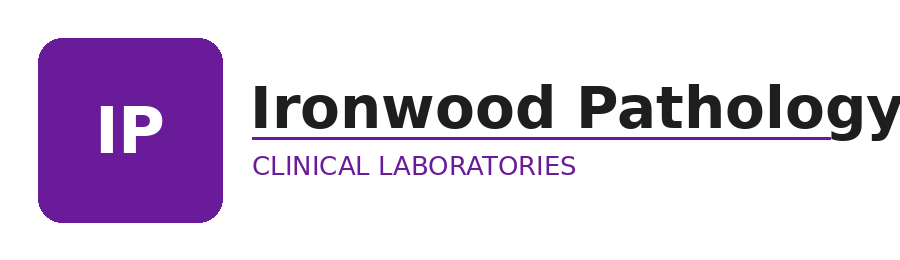 IP
Ironwood Pathology
CLINICAL LABORATORIES